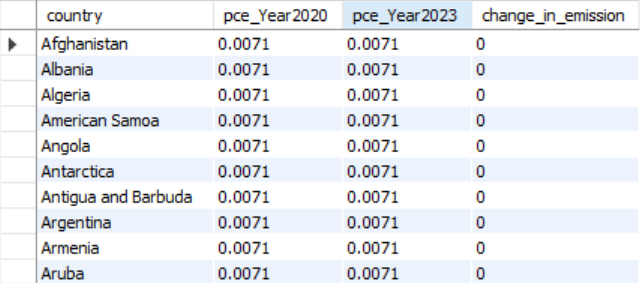 country pce_Year2020 pce_Year2023 change_in_emission
Afghanistan 0.0071 0.0071 0
Albania 0.0071 0.0071 0
Algeria 0.0071 0.0071 0
American Samoa 0.0071 0.0071 0
Angola 0.0071 0.0071 0
Antarctica 0.0071 0.0071 0
Antigua and Barbuda 0.0071 0.0071 0
Argentina 0.0071 0.0071 0
Armenia 0.0071 0.0071 0
Aruba 0.0071 0.0071 0